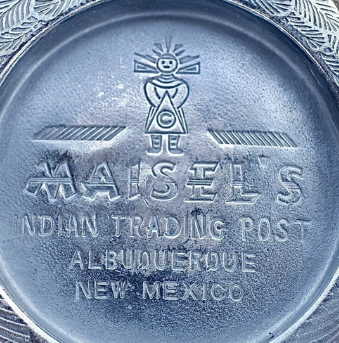 ©
MAISEL'S
INDIAN TRADING POST
ALBUQUERQUE
NEW MEXICO